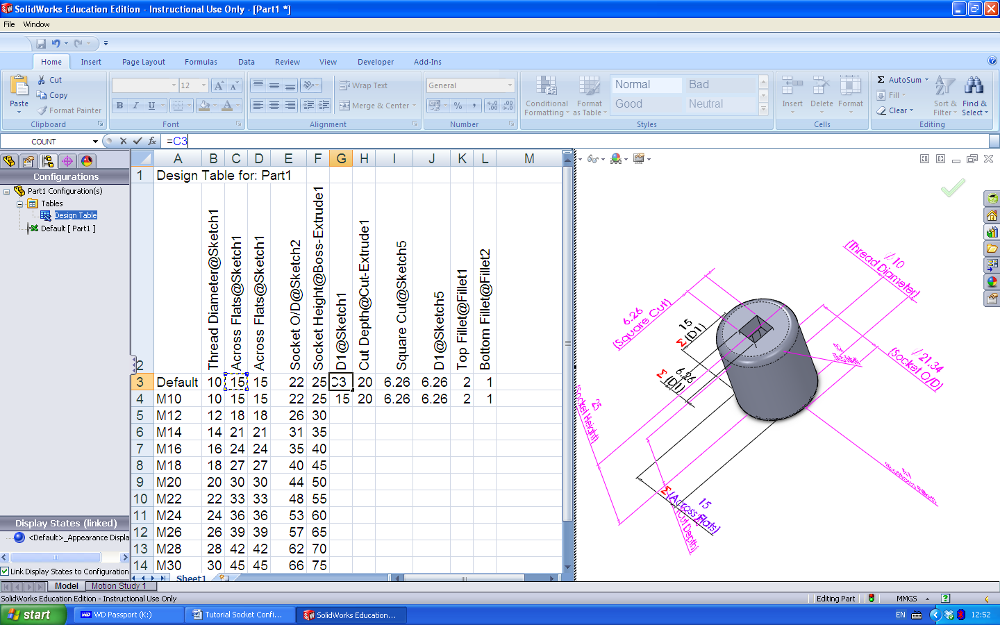 SolidWorks Education Edition - Instructional Use Only - [Part1 *]
File Window
Home Insert Page Layout Formulas Data Review View Developer Add-Ins
Paste
Cut
Copy
Format Painter
Clipboard
12
B I U
Font
Wrap Text
Merge & Center
Alignment
General
%
Number
Conditional Formatting
Format as Table
Normal Bad
Good Neutral
Styles
Insert Delete Format
Cells
Σ AutoSum
Fill
Clear
Sort & Filter
Find & Select
Editing
COUNT fx =C3
Configurations
Part1 Configuration(s)
Tables
Design Table
Default [ Part1 ]
Display States (linked)
<Default>_Appearance Displa
Link Display States to Configuration
A B C D E F G H I J K L M
1 Design Table for: Part1
2 Thread Diameter@Sketch1 Across Flats@Sketch1 Across Flats@Sketch1 Socket O/D@Sketch2 Socket Height@Boss-Extrude1 D1@Sketch1 Cut Depth@Cut-Extrude1 Square Cut@Sketch5 D1@Sketch5 Top Fillet@Fillet1 Bottom Fillet@Fillet2
3 Default 10 15 15 22 25 C3 20 6.26 6.26 2 1
4 M10 10 15 15 22 25 15 20 6.26 6.26 2 1
5 M12 12 18 18 26 30
6 M14 14 21 21 31 35
7 M16 16 24 24 35 40
8 M18 18 27 27 40 45
9 M20 20 30 30 44 50
10 M22 22 33 33 48 55
11 M24 24 36 36 53 60
12 M26 26 39 39 57 65
13 M28 28 42 42 62 70
14 M30 30 45 45 66 75
Sheet1
10
(Thread Diameter)
6.26
(Square Cut)
15
Σ (D1)
6.26
Σ (D1)
21.34
(Socket O/D)
25
(Socket Height)
15
Σ (Across Flats)
(Cut Depth)
Model Motion Study 1
SolidWorks Education Edition - Instructional Use Only
Editing Part MMGS ?
start
WD Passport (K:)
Tutorial Socket Confi...
SolidWorks Education...
EN 12:52